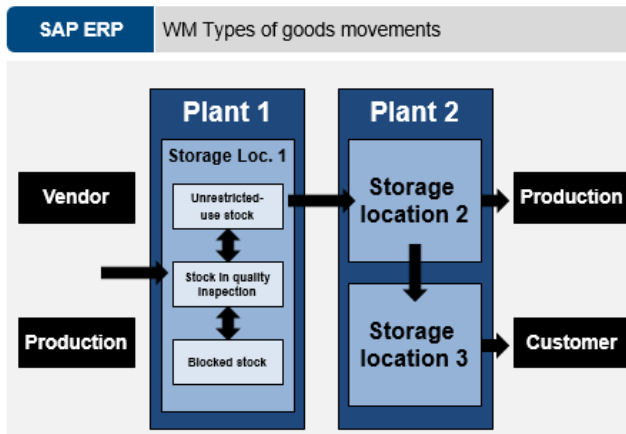 SAP ERP
WM Types of goods movements
Plant 1
Storage Loc. 1
Unrestricted-
use stock
Stock in quality
inspection
Blocked stock
Plant 2
Storage
location 2
Storage
location 3
Vendor
Production
Production
Customer